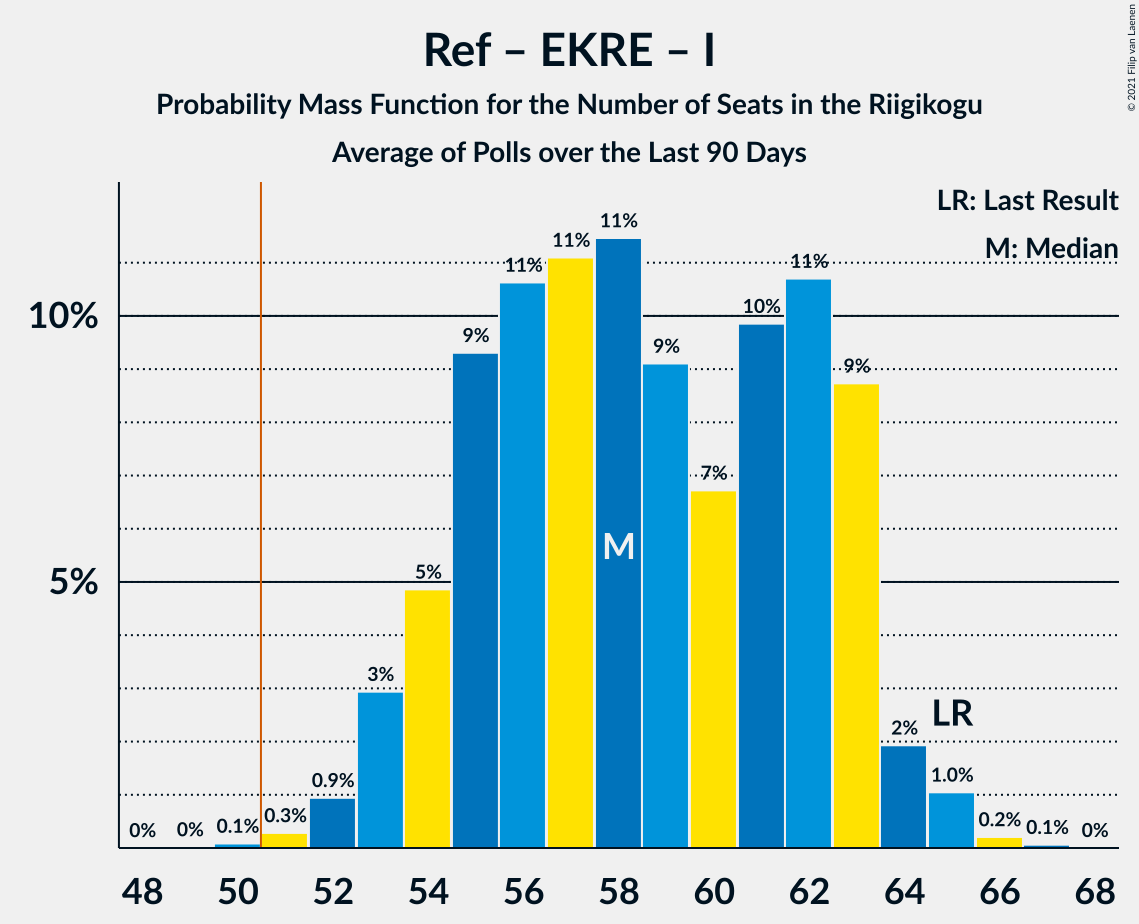 Ref – EKRE – I
Probability Mass Function for the Number of Seats in the Riigikogu
Average of Polls over the Last 90 Days
© 2021 Filip van Laenen
LR: Last Result
M: Median
10%
5%
0%
0%
0.1%
0.3%
0.9%
3%
5%
9%
11%
11%
11%
9%
7%
10%
11%
9%
2%
1.0%
0.2%
0.1%
0%
M
LR
48 50 52 54 56 58 60 62 64 66 68